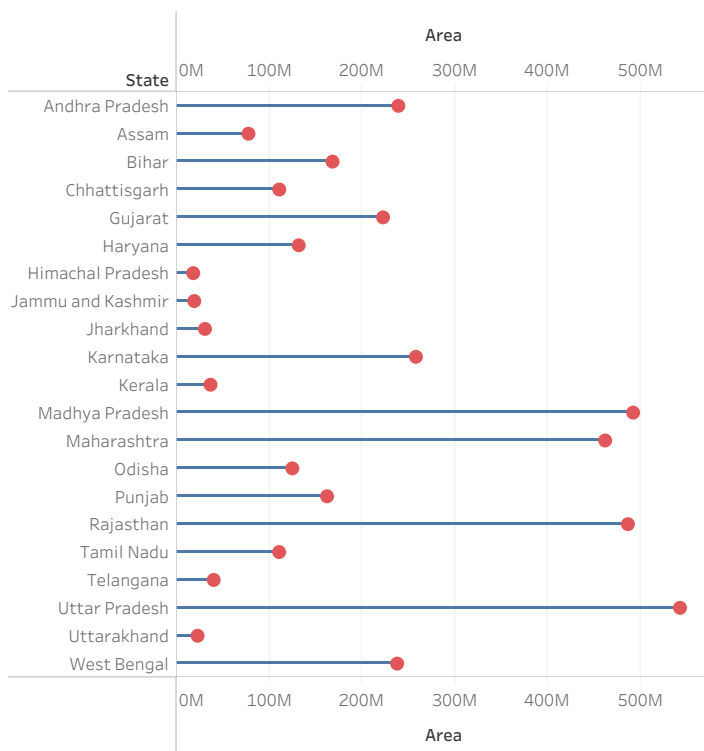 Area
State
0M 100M 200M 300M 400M 500M
Andhra Pradesh
Assam
Bihar
Chhattisgarh
Gujarat
Haryana
Himachal Pradesh
Jammu and Kashmir
Jharkhand
Karnataka
Kerala
Madhya Pradesh
Maharashtra
Odisha
Punjab
Rajasthan
Tamil Nadu
Telangana
Uttar Pradesh
Uttarakhand
West Bengal
0M 100M 200M 300M 400M 500M
Area